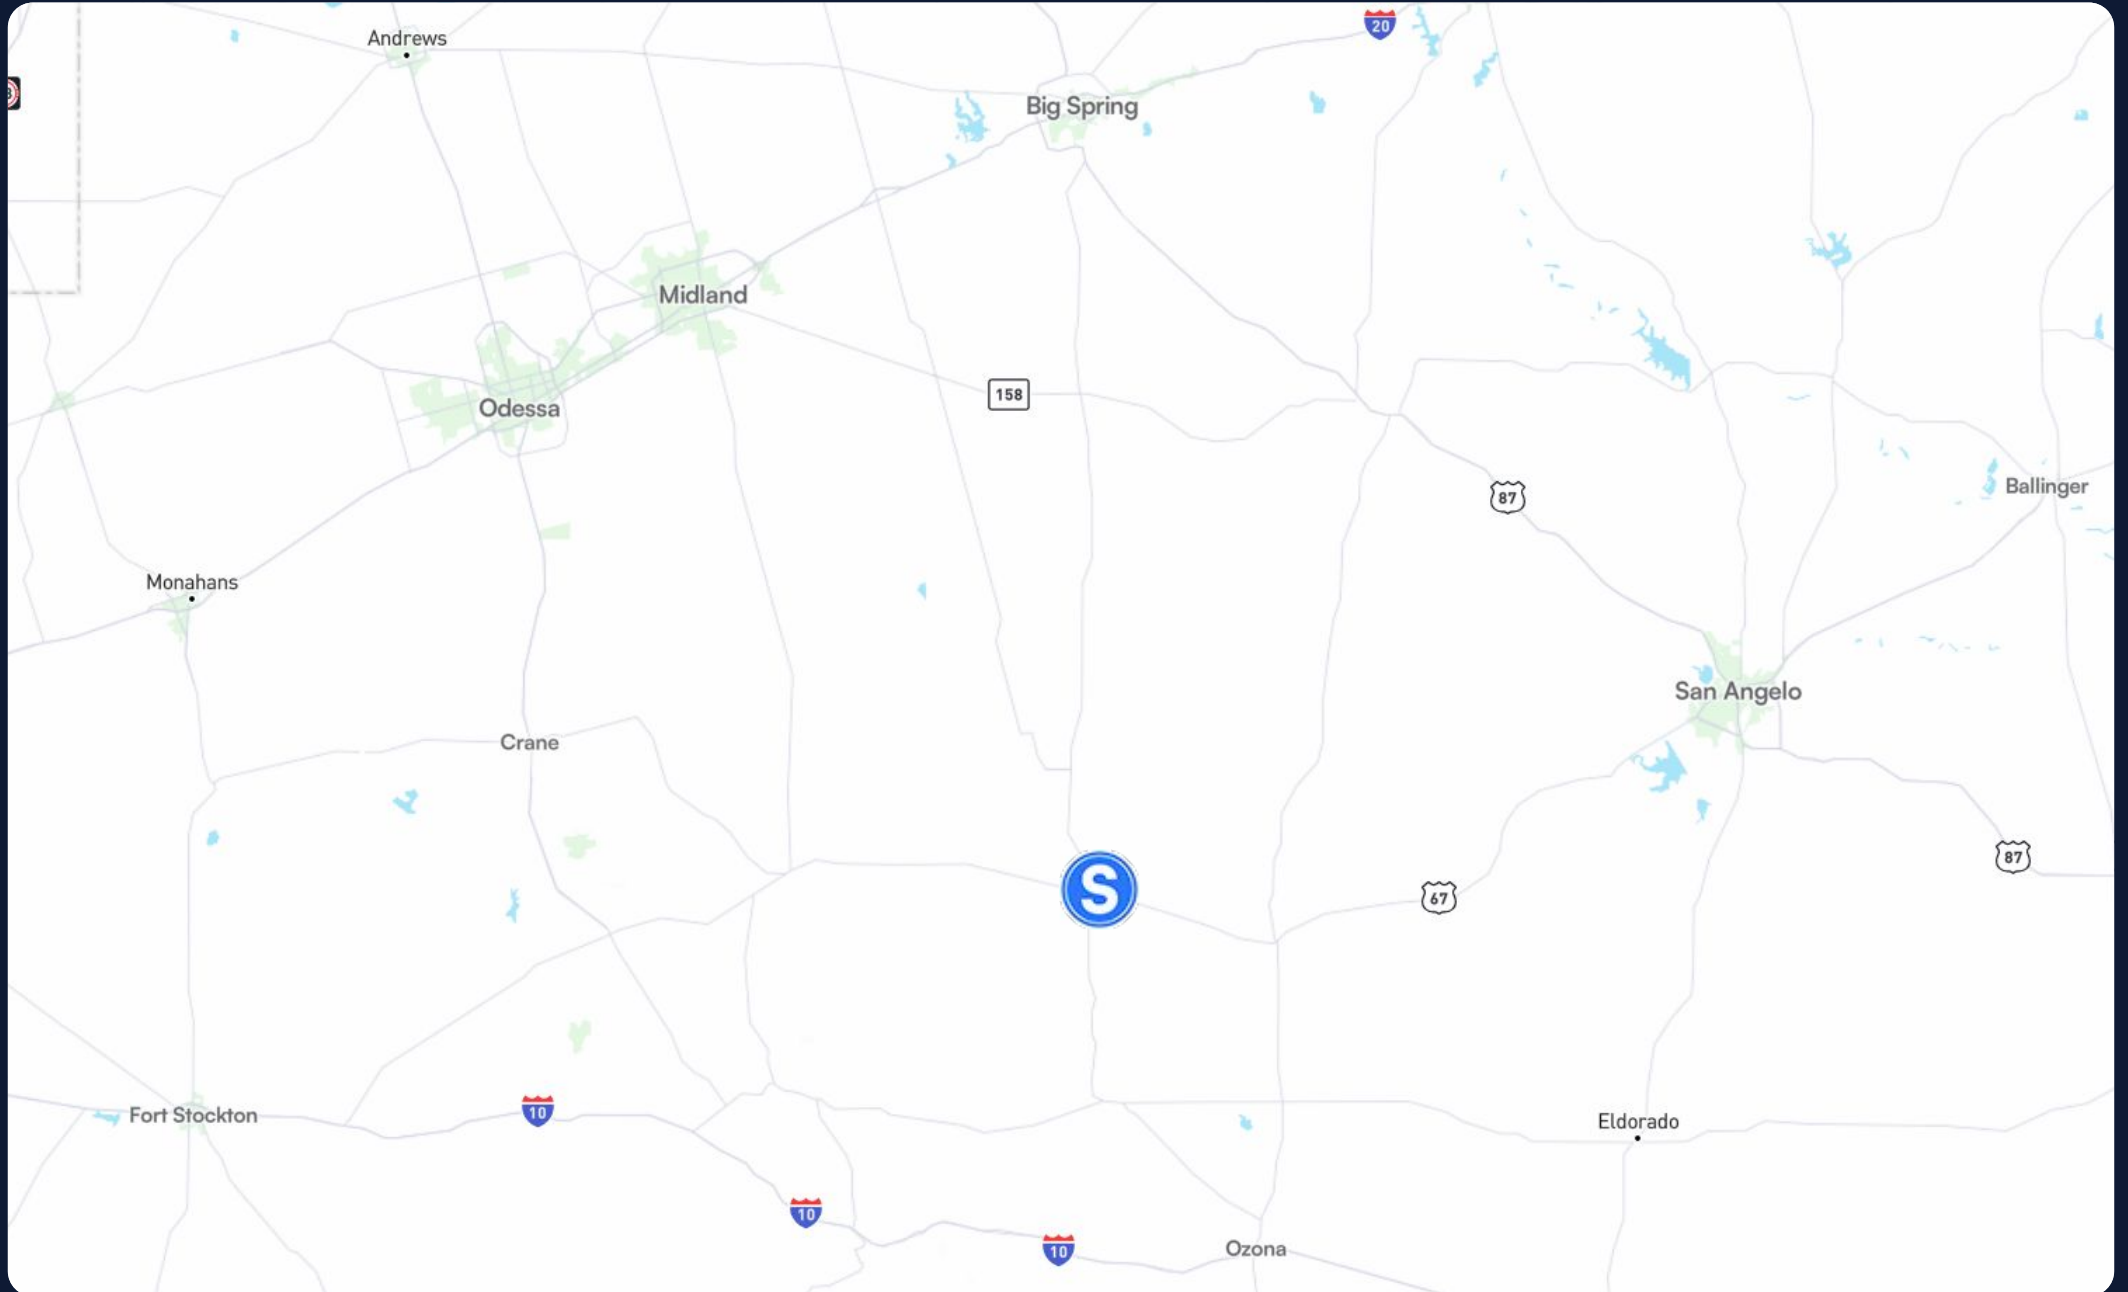 20
Andrews
Big Spring
Midland
158
Odessa
87
Ballinger
Monahans
San Angelo
Crane
87
S
67
10
Fort Stockton
Eldorado
10
10
Ozona